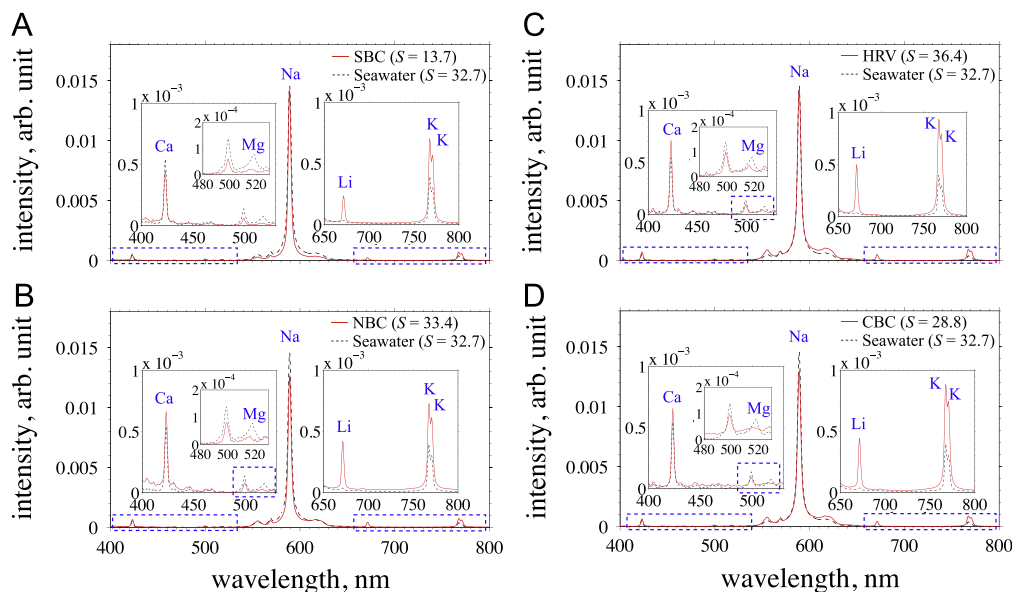 A
intensity, arb. unit
SBC (S = 13.7)
Seawater (S = 32.7)
Na
0.015
0.01
0.005
0
1 x 10⁻³
0.5
0
Ca
2 x 10⁻⁴
1
0
Mg
480 500 520
400 500
1 x 10⁻³
0.5
0
Li
K
K
650 700 750 800
C
intensity, arb. unit
HRV (S = 36.4)
Seawater (S = 32.7)
Na
0.015
0.01
0.005
0
1 x 10⁻³
0.5
0
Ca
2 x 10⁻⁴
1
0
Mg
480 500 520
400 500
1 x 10⁻³
0.5
0
Li
K K
650 700 750 800
B
intensity, arb. unit
NBC (S = 33.4)
Seawater (S = 32.7)
Na
0.015
0.01
0.005
0
1 x 10⁻³
0.5
0
Ca
2 x 10⁻⁴
1
0
Mg
480 500 520
400 500
1 x 10⁻³
0.5
0
Li
K
K
650 700 750 800
400 500 600 700 800
wavelength, nm
D
intensity, arb. unit
CBC (S = 28.8)
Seawater (S = 32.7)
Na
0.015
0.01
0.005
0
1 x 10⁻³
0.5
0
Ca
2 x 10⁻⁴
1
0
Mg
480 500 520
400 500
1 x 10⁻³
0.5
0
Li
K K
650 700 750 800
400 500 600 700 800
wavelength, nm